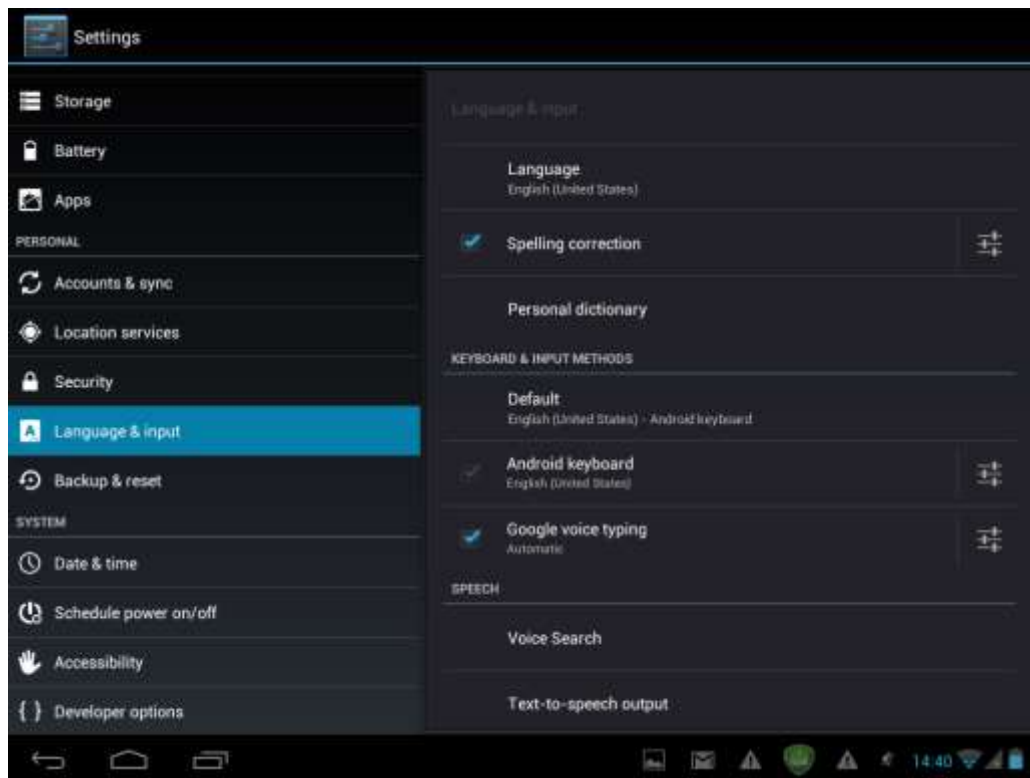 Settings
Storage
Battery
Apps
PERSONAL
Accounts & sync
Location services
Security
Language & input
Backup & reset
SYSTEM
Date & time
Schedule power on/off
Accessibility
{ } Developer options
Language & input
Language
English (United States)
Spelling correction
Personal dictionary
KEYBOARD & INPUT METHODS
Default
English (United States) - Android keyboard
Android keyboard
English (United States)
Google voice typing
Automatic
SPEECH
Voice Search
Text-to-speech output
14:40